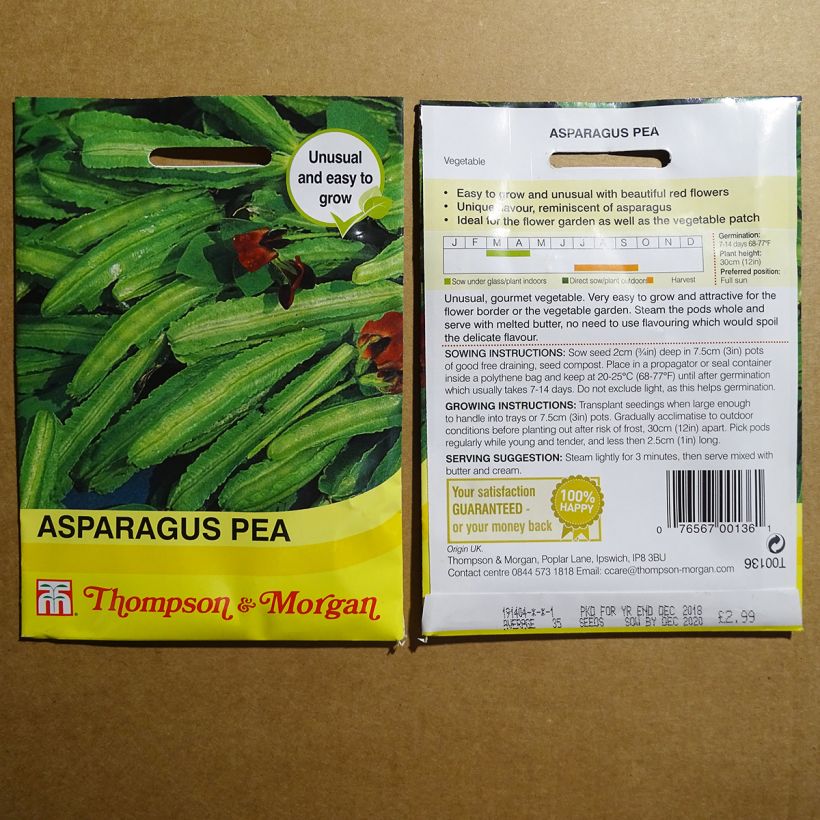 Unusual
and easy to
grow
ASPARAGUS PEA
Thompson & Morgan
ASPARAGUS PEA
Vegetable
• Easy to grow and unusual with beautiful red flowers
• Unique flavour, reminiscent of asparagus
• Ideal for the flower garden as well as the vegetable patch
J F M A M J J A S O N D
Sow under glass/plant indoors Direct sow/plant outdoors Harvest
Germination:
7-14 days 68-77°F
Plant height:
30cm (12in)
Preferred position:
Full sun
Unusual, gourmet vegetable. Very easy to grow and attractive for the
flower border or the vegetable garden. Steam the pods whole and
serve with melted butter, no need to use flavouring which would spoil
the delicate flavour.
SOWING INSTRUCTIONS: Sow seed 2cm (¾in) deep in 7.5cm (3in) pots
of good free draining, seed compost. Place in a propagator or seal container
inside a polythene bag and keep at 20-25°C (68-77°F) until after germination
which usually takes 7-14 days. Do not exclude light, as this helps germination.
GROWING INSTRUCTIONS: Transplant seedings when large enough
to handle into trays or 7.5cm (3in) pots. Gradually acclimatise to outdoor
conditions before planting out after risk of frost, 30cm (12in) apart. Pick pods
regularly while young and tender, and less then 2.5cm (1in) long.
SERVING SUGGESTION: Steam lightly for 3 minutes, then serve mixed with
butter and cream.
Your satisfaction
GUARANTEED -
or your money back
100%
HAPPY
0 76567 00136 1
T00136
Origin UK.
Thompson & Morgan, Poplar Lane, Ipswich, IP8 3BU
Contact centre 0844 573 1818 Email: ccare@thompson-morgan.com
191404-X-X-1 PKD FOR YR END DEC 2018
AVERAGE 35 SEEDS SOW BY DEC 2020 £2.99